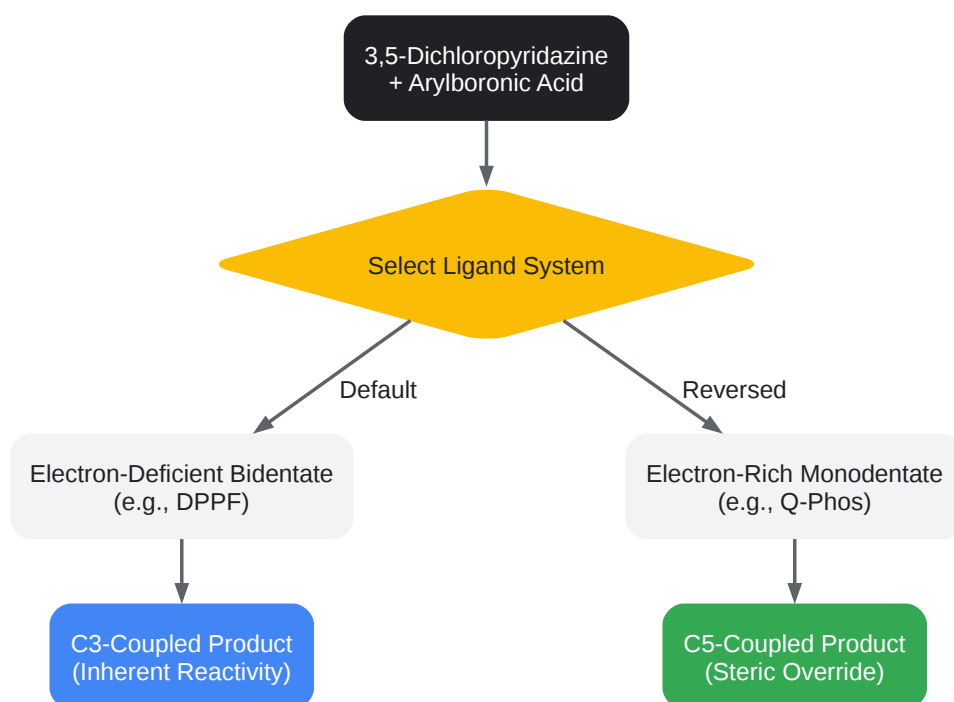 3,5-Dichloropyridazine
+ Arylboronic Acid
Select Ligand System
Default
Reversed
Electron-Deficient Bidentate
(e.g., DPPF)
Electron-Rich Monodentate
(e.g., Q-Phos)
C3-Coupled Product
(Inherent Reactivity)
C5-Coupled Product
(Steric Override)